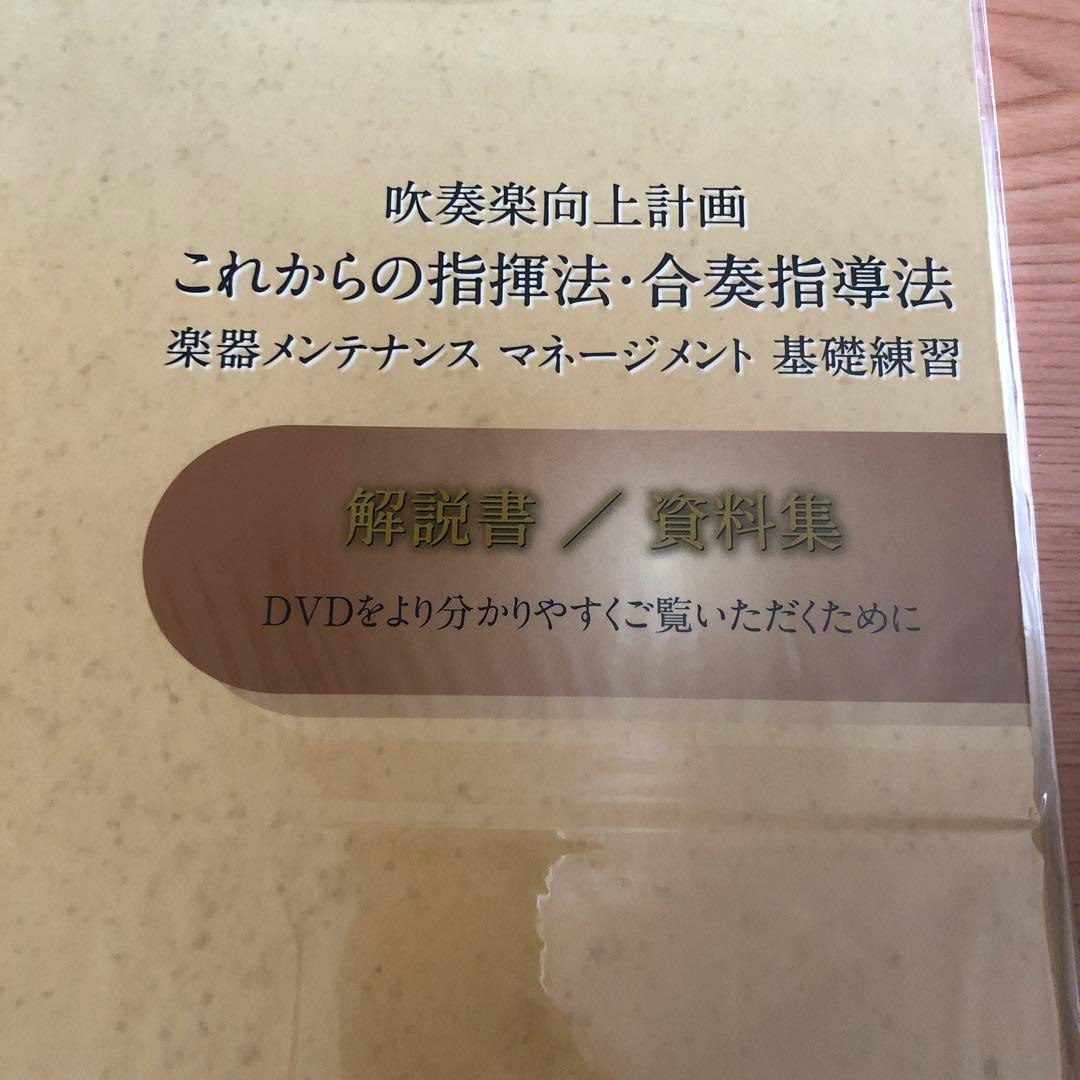 吹奏楽向上計画
これからの指揮法・合奏指導法
楽器メンテナンス マネージメント 基礎練習
解説書 ／ 資料集
DVDをより分かりやすくご覧いただくために